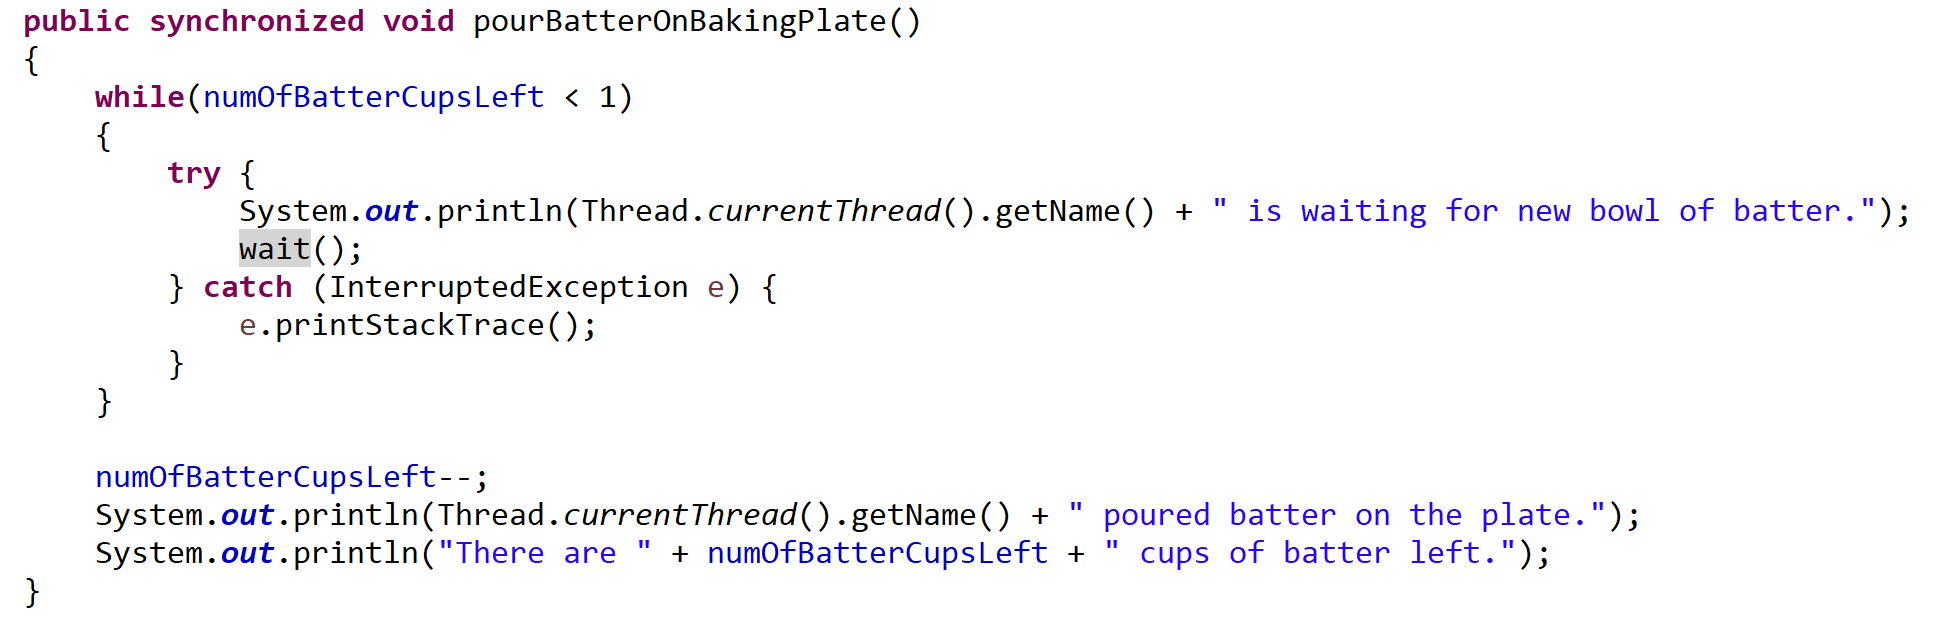 public synchronized void pourBatterOnBakingPlate()
{
    while(numOfBatterCupsLeft < 1)
    {
        try {
            System.out.println(Thread.currentThread().getName() + " is waiting for new bowl of batter.");
            wait();
        } catch (InterruptedException e) {
            e.printStackTrace();
        }
    }

    numOfBatterCupsLeft--;
    System.out.println(Thread.currentThread().getName() + " poured batter on the plate.");
    System.out.println("There are " + numOfBatterCupsLeft + " cups of batter left.");
}